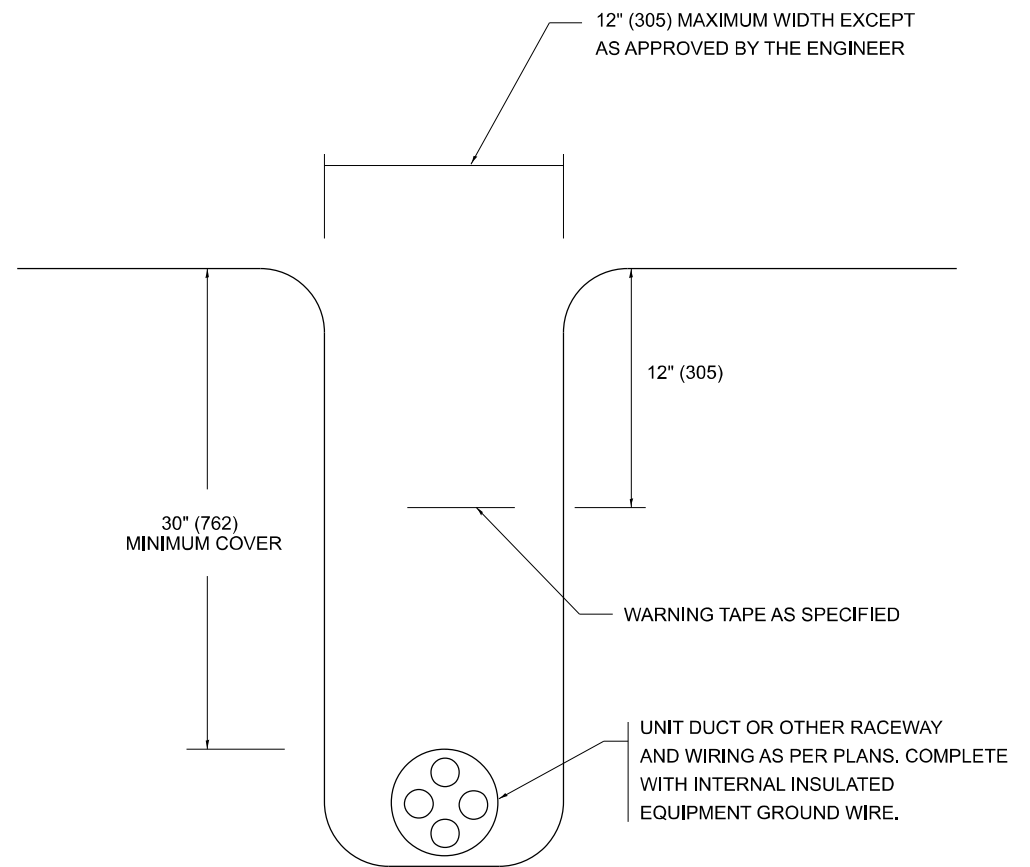 12" (305) MAXIMUM WIDTH EXCEPT
AS APPROVED BY THE ENGINEER
12" (305)
30" (762)
MINIMUM COVER
WARNING TAPE AS SPECIFIED
UNIT DUCT OR OTHER RACEWAY
AND WIRING AS PER PLANS. COMPLETE
WITH INTERNAL INSULATED
EQUIPMENT GROUND WIRE.